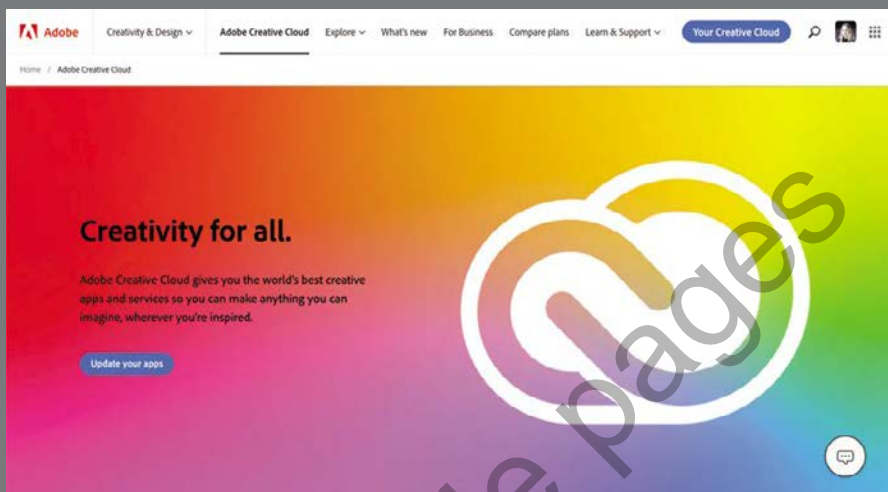 Adobe
Creativity & Design
Adobe Creative Cloud
Explore
What's new
For Business
Compare plans
Learn & Support
Your Creative Cloud
Home / Adobe Creative Cloud
Creativity for all.
Adobe Creative Cloud gives you the world's best creative
apps and services so you can make anything you can
imagine, wherever you're inspired.
Update your apps
pages